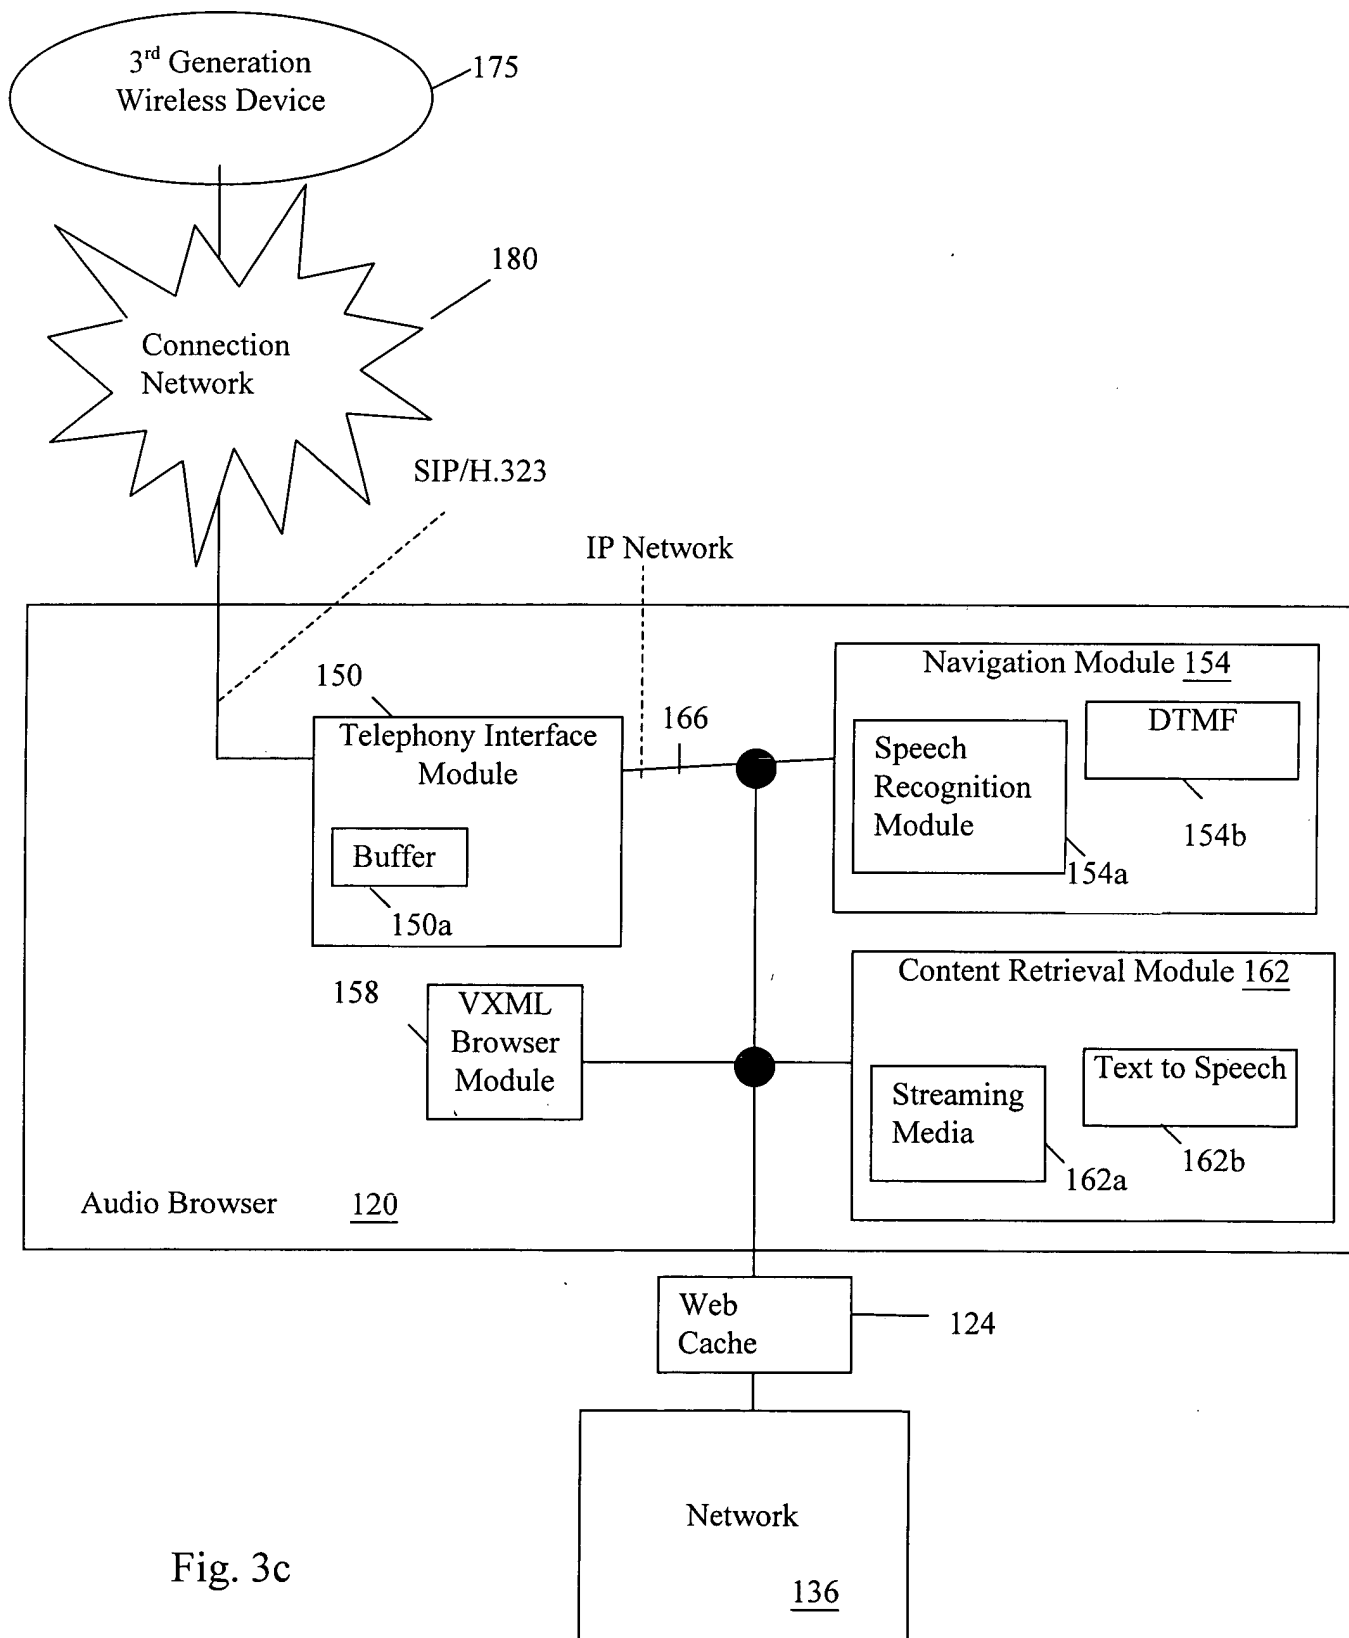 3rd Generation
Wireless Device
175
180
Connection
Network
SIP/H.323
IP Network
150
Telephony Interface
Module
Buffer
150a
166
Navigation Module 154
Speech
Recognition
Module
154a
DTMF
154b
158
VXML
Browser
Module
Content Retrieval Module 162
Streaming
Media
162a
Text to Speech
162b
Audio Browser 120
Web
Cache
124
Network
136
Fig. 3c